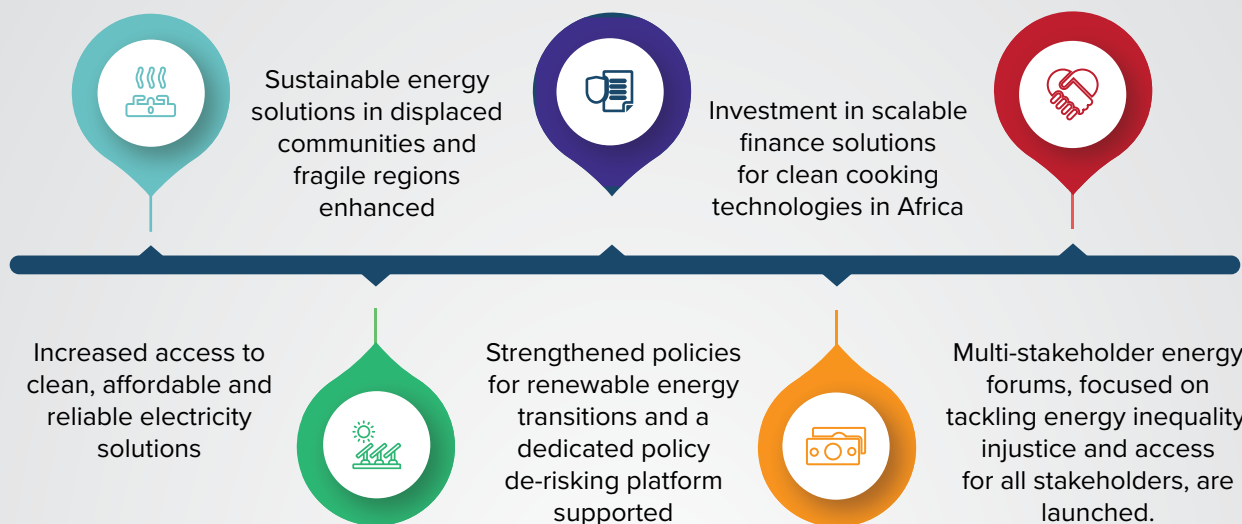 Sustainable energy
solutions in displaced
communities and
fragile regions
enhanced
Investment in scalable
finance solutions
for clean cooking
technologies in Africa
Increased access to
clean, affordable and
reliable electricity
solutions
Strengthened policies
for renewable energy
transitions and a
dedicated policy
de-risking platform
supported
Multi-stakeholder energy
forums, focused on
tackling energy inequality
injustice and access
for all stakeholders, are
launched.